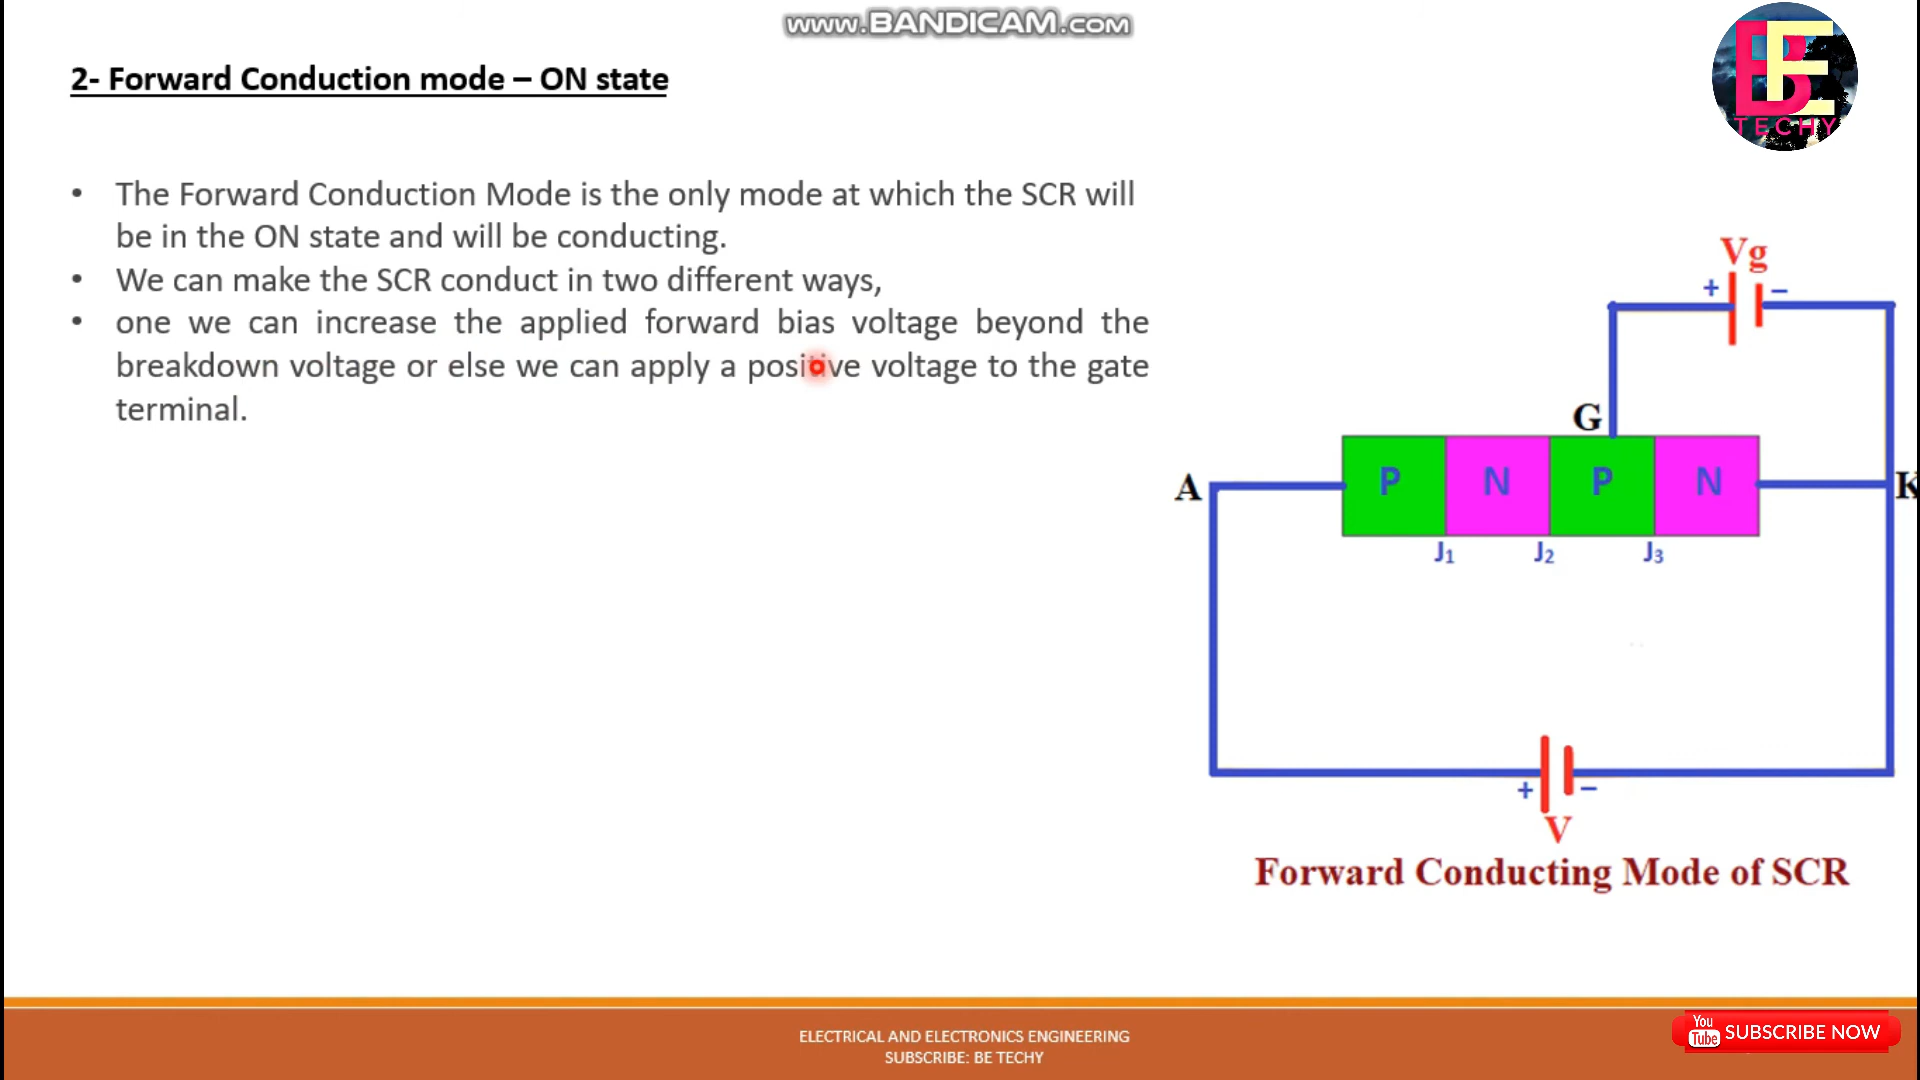 www.BANDICAM.com
2- Forward Conduction mode – ON state
BE
TECHY
• The Forward Conduction Mode is the only mode at which the SCR will
be in the ON state and will be conducting.
• We can make the SCR conduct in two different ways,
• one we can increase the applied forward bias voltage beyond the
breakdown voltage or else we can apply a positive voltage to the gate
terminal.
Vg
+ –
G
A P N P N K
J1 J2 J3
+ –
V
Forward Conducting Mode of SCR
ELECTRICAL AND ELECTRONICS ENGINEERING
SUBSCRIBE: BE TECHY
You
Tube
SUBSCRIBE NOW